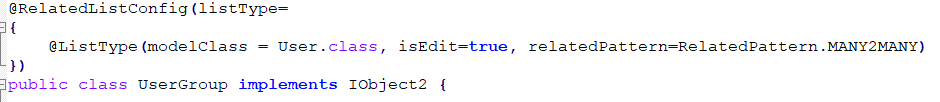 @RelatedListConfig(listType=
{
@ListType(modelClass = User.class, isEdit=true, relatedPattern=RelatedPattern.MANY2MANY)
})
public class UserGroup implements IObject2 {